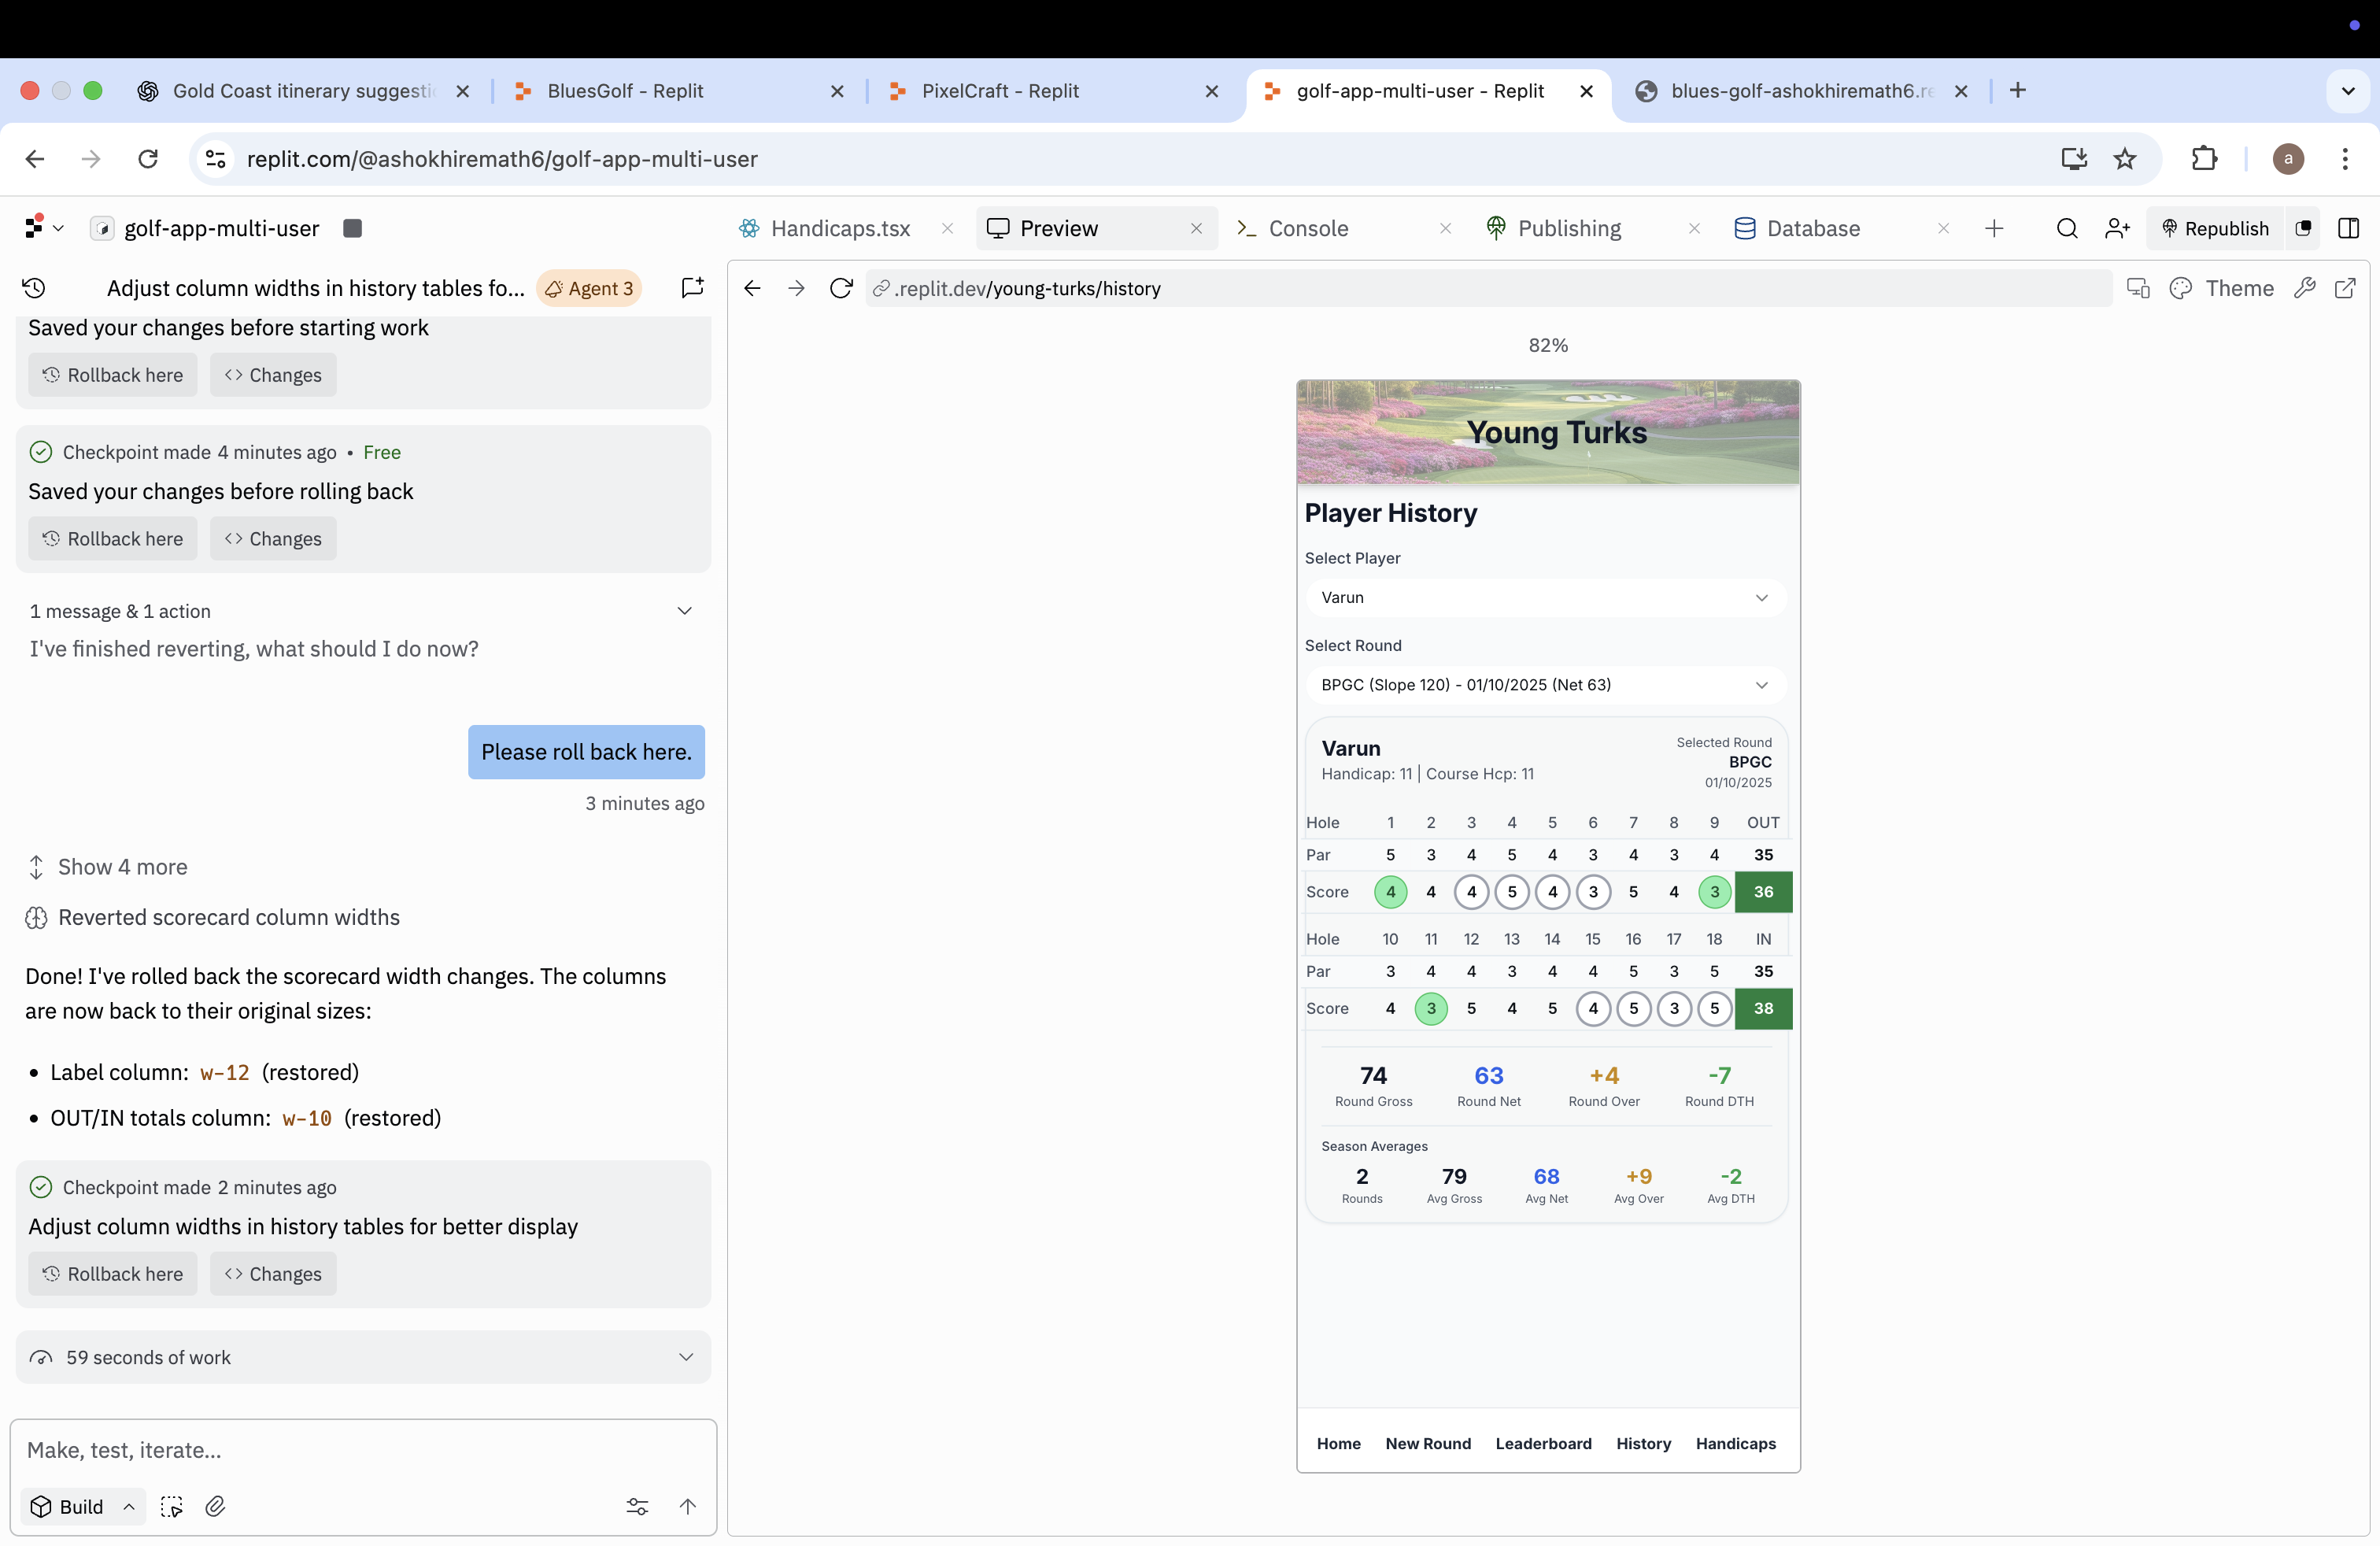 Gold Coast itinerary suggesti
BluesGolf - Replit
PixelCraft - Replit
golf-app-multi-user - Replit
blues-golf-ashokhiremath6.re
replit.com/@ashokhiremath6/golf-app-multi-user
a
golf-app-multi-user
Handicaps.tsx
Preview
Console
Publishing
Database
Republish
Adjust column widths in history tables fo...
Agent 3
.replit.dev/young-turks/history
Theme
Saved your changes before starting work
Rollback here
Changes
Checkpoint made 4 minutes ago • Free
Saved your changes before rolling back
Rollback here
Changes
1 message & 1 action
I've finished reverting, what should I do now?
Please roll back here.
3 minutes ago
Show 4 more
Reverted scorecard column widths
Done! I've rolled back the scorecard width changes. The columns
are now back to their original sizes:
• Label column: w-12 (restored)
• OUT/IN totals column: w-10 (restored)
Checkpoint made 2 minutes ago
Adjust column widths in history tables for better display
Rollback here
Changes
59 seconds of work
Make, test, iterate...
Build
82%
Young Turks
Player History
Select Player
Varun
Select Round
BPGC (Slope 120) - 01/10/2025 (Net 63)
Varun
Handicap: 11 | Course Hcp: 11
Selected Round
BPGC
01/10/2025
Hole 1 2 3 4 5 6 7 8 9 OUT
Par 5 3 4 5 4 3 4 3 4 35
Score 4 4 4 5 4 3 5 4 3 36
Hole 10 11 12 13 14 15 16 17 18 IN
Par 3 4 4 3 4 4 5 3 5 35
Score 4 3 5 4 5 4 5 3 5 38
74 63 +4 -7
Round Gross Round Net Round Over Round DTH
Season Averages
2 79 68 +9 -2
Rounds Avg Gross Avg Net Avg Over Avg DTH
Home New Round Leaderboard History Handicaps